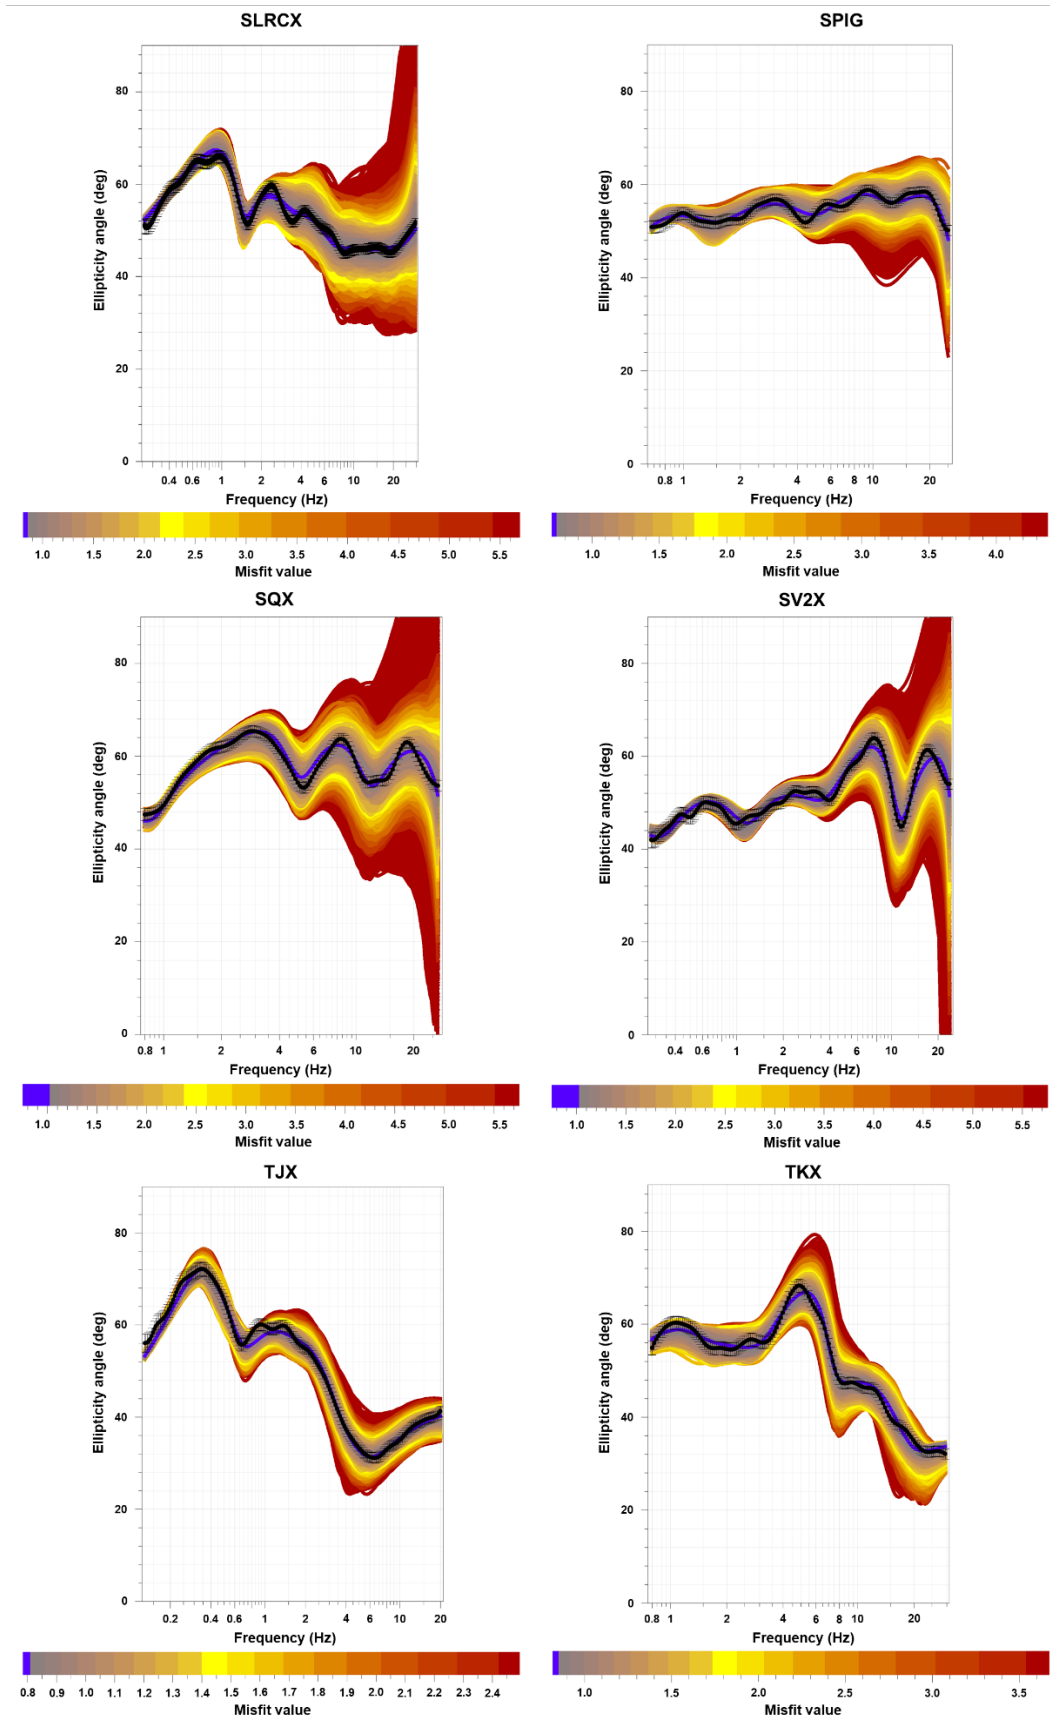 SLRCX
SPIG
80
60
40
20
0
Ellipticity angle (deg)
0.4 0.6 1 2 4 6 10 20
Frequency (Hz)
80
60
40
20
0
Ellipticity angle (deg)
0.8 1 2 4 6 8 10 20
Frequency (Hz)
1.0 1.5 2.0 2.5 3.0 3.5 4.0 4.5 5.0 5.5
Misfit value
1.0 1.5 2.0 2.5 3.0 3.5 4.0
Misfit value
SQX
SV2X
80
60
40
20
0
Ellipticity angle (deg)
0.8 1 2 4 6 10 20
Frequency (Hz)
80
60
40
20
0
Ellipticity angle (deg)
0.4 0.6 1 2 4 6 10 20
Frequency (Hz)
1.0 1.5 2.0 2.5 3.0 3.5 4.0 4.5 5.0 5.5
Misfit value
1.0 1.5 2.0 2.5 3.0 3.5 4.0 4.5 5.0 5.5
Misfit value
TJX
TKX
80
60
40
20
0
Ellipticity angle (deg)
0.2 0.4 0.6 1 2 4 6 10 20
Frequency (Hz)
80
60
40
20
0
Ellipticity angle (deg)
0.8 1 2 4 6 8 10 20
Frequency (Hz)
0.8 0.9 1.0 1.1 1.2 1.3 1.4 1.5 1.6 1.7 1.8 1.9 2.0 2.1 2.2 2.3 2.4
Misfit value
1.0 1.5 2.0 2.5 3.0 3.5
Misfit value